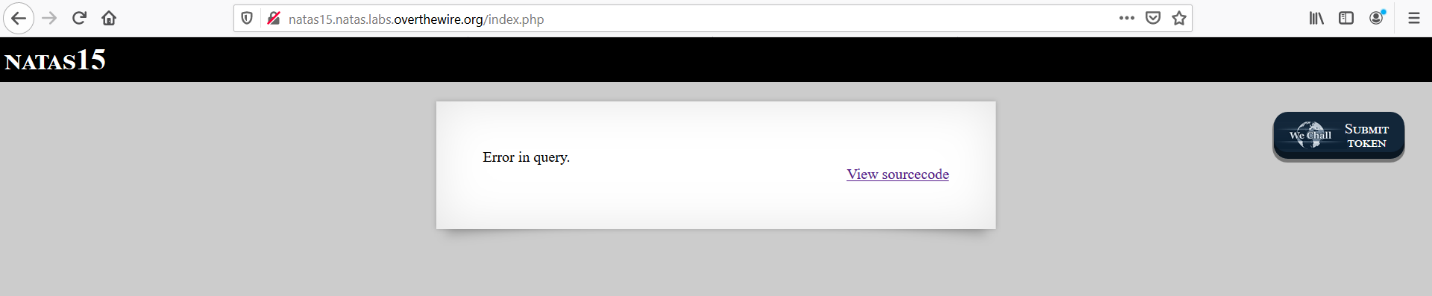 natas15.natas.labs.overthewire.org/index.php
NATAS15
Error in query.
View sourcecode
We Chall
SUBMIT
TOKEN